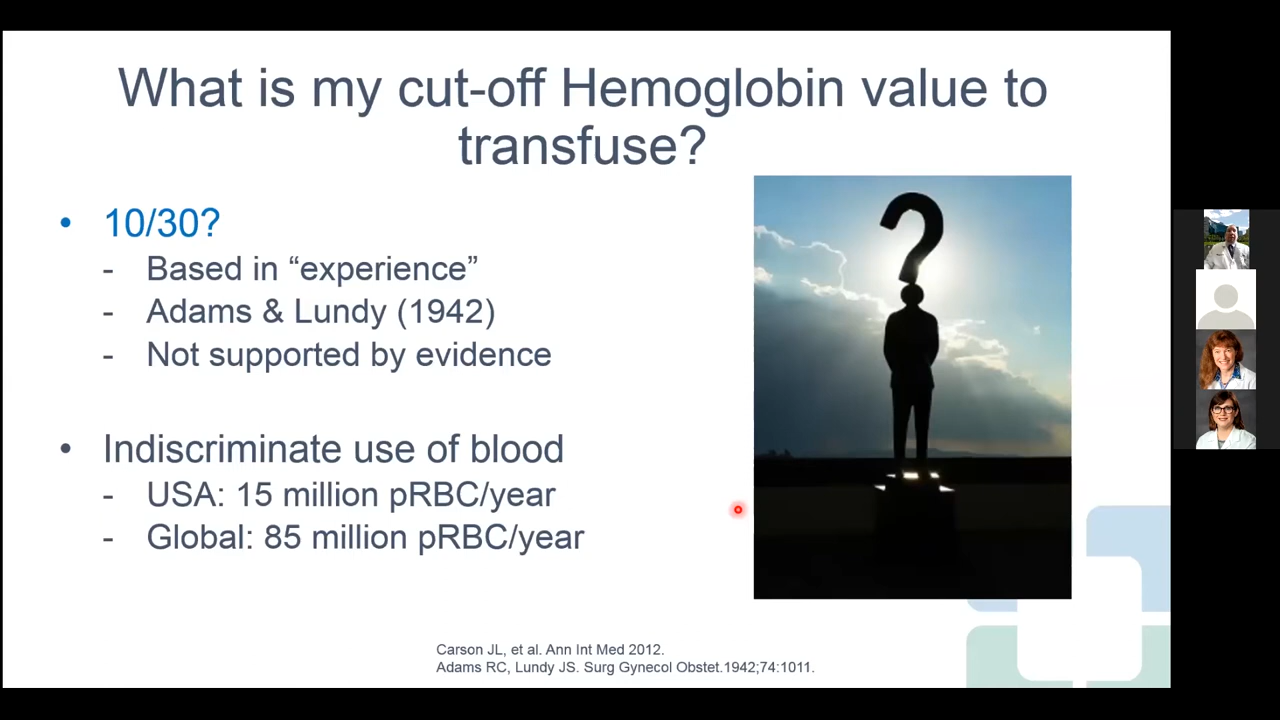 What is my cut-off Hemoglobin value to
transfuse?
• 10/30?
- Based in “experience”
- Adams & Lundy (1942)
- Not supported by evidence
• Indiscriminate use of blood
- USA: 15 million pRBC/year
- Global: 85 million pRBC/year
?
Carson JL, et al. Ann Int Med 2012.
Adams RC, Lundy JS. Surg Gynecol Obstet.1942;74:1011.